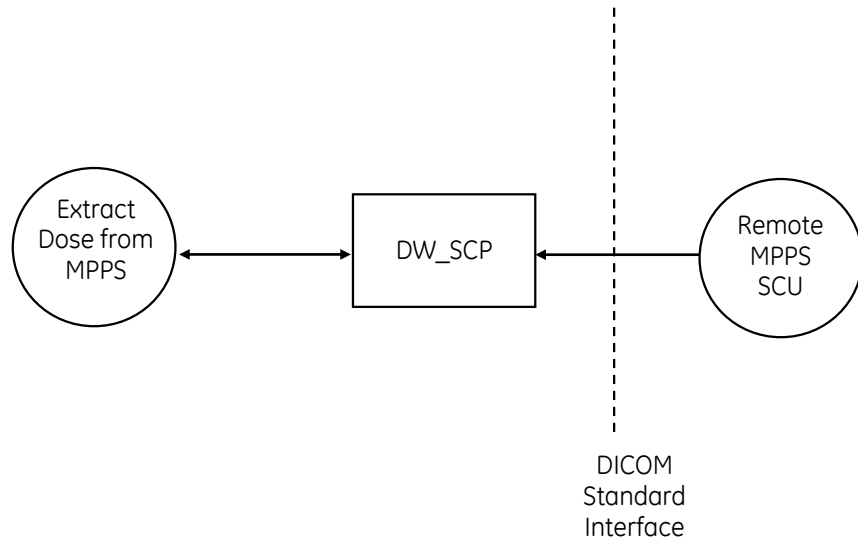 Extract
Dose from
MPPS
DW_SCP
Remote
MPPS
SCU
DICOM
Standard
Interface